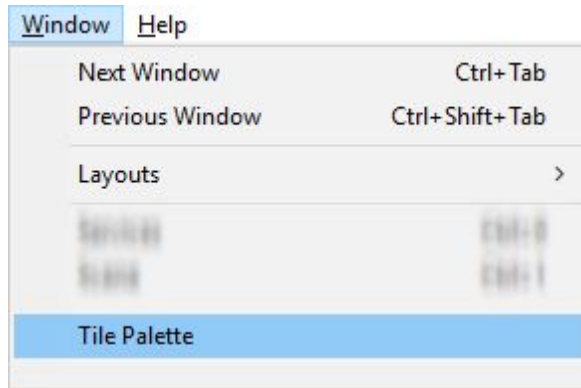 Window Help
Next Window Ctrl+Tab
Previous Window Ctrl+Shift+Tab
Layouts >
Tile Palette